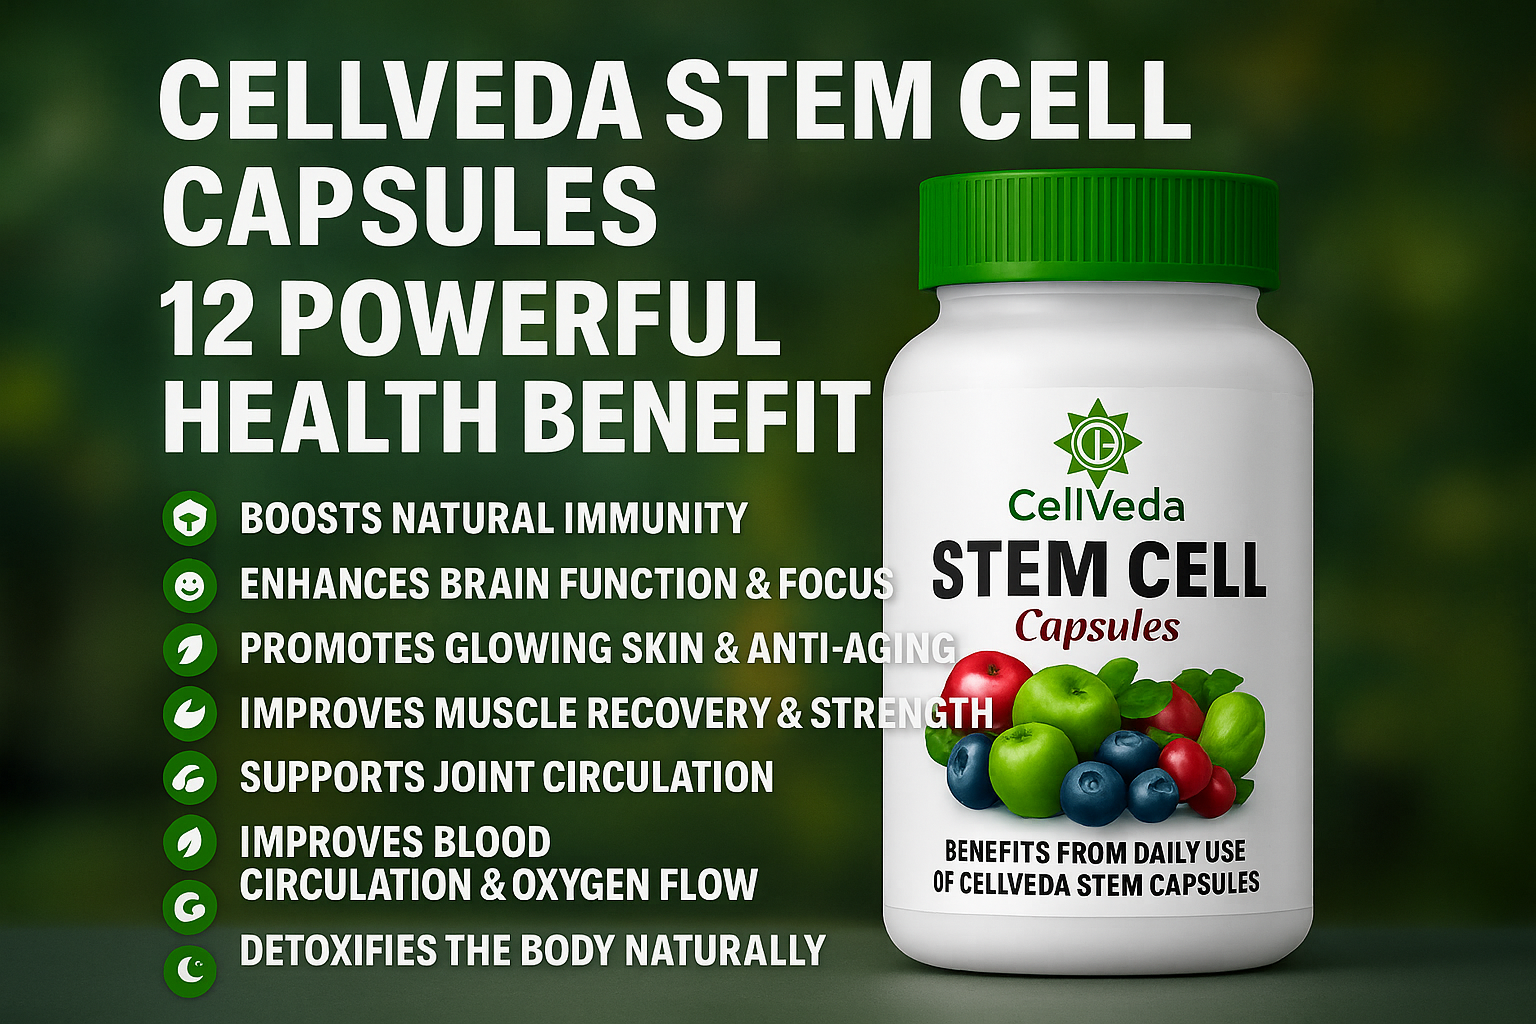 CELLVEDA STEM CELL
CAPSULES
12 POWERFUL
HEALTH BENEFIT
BOOSTS NATURAL IMMUNITY
ENHANCES BRAIN FUNCTION & FOCUS
PROMOTES GLOWING SKIN & ANTI-AGING
IMPROVES MUSCLE RECOVERY & STRENGTH
SUPPORTS JOINT CIRCULATION
IMPROVES BLOOD
CIRCULATION & OXYGEN FLOW
DETOXIFIES THE BODY NATURALLY
CellVeda
STEM CELL
Capsules
BENEFITS FROM DAILY USE
OF CELLVEDA STEM CAPSULES